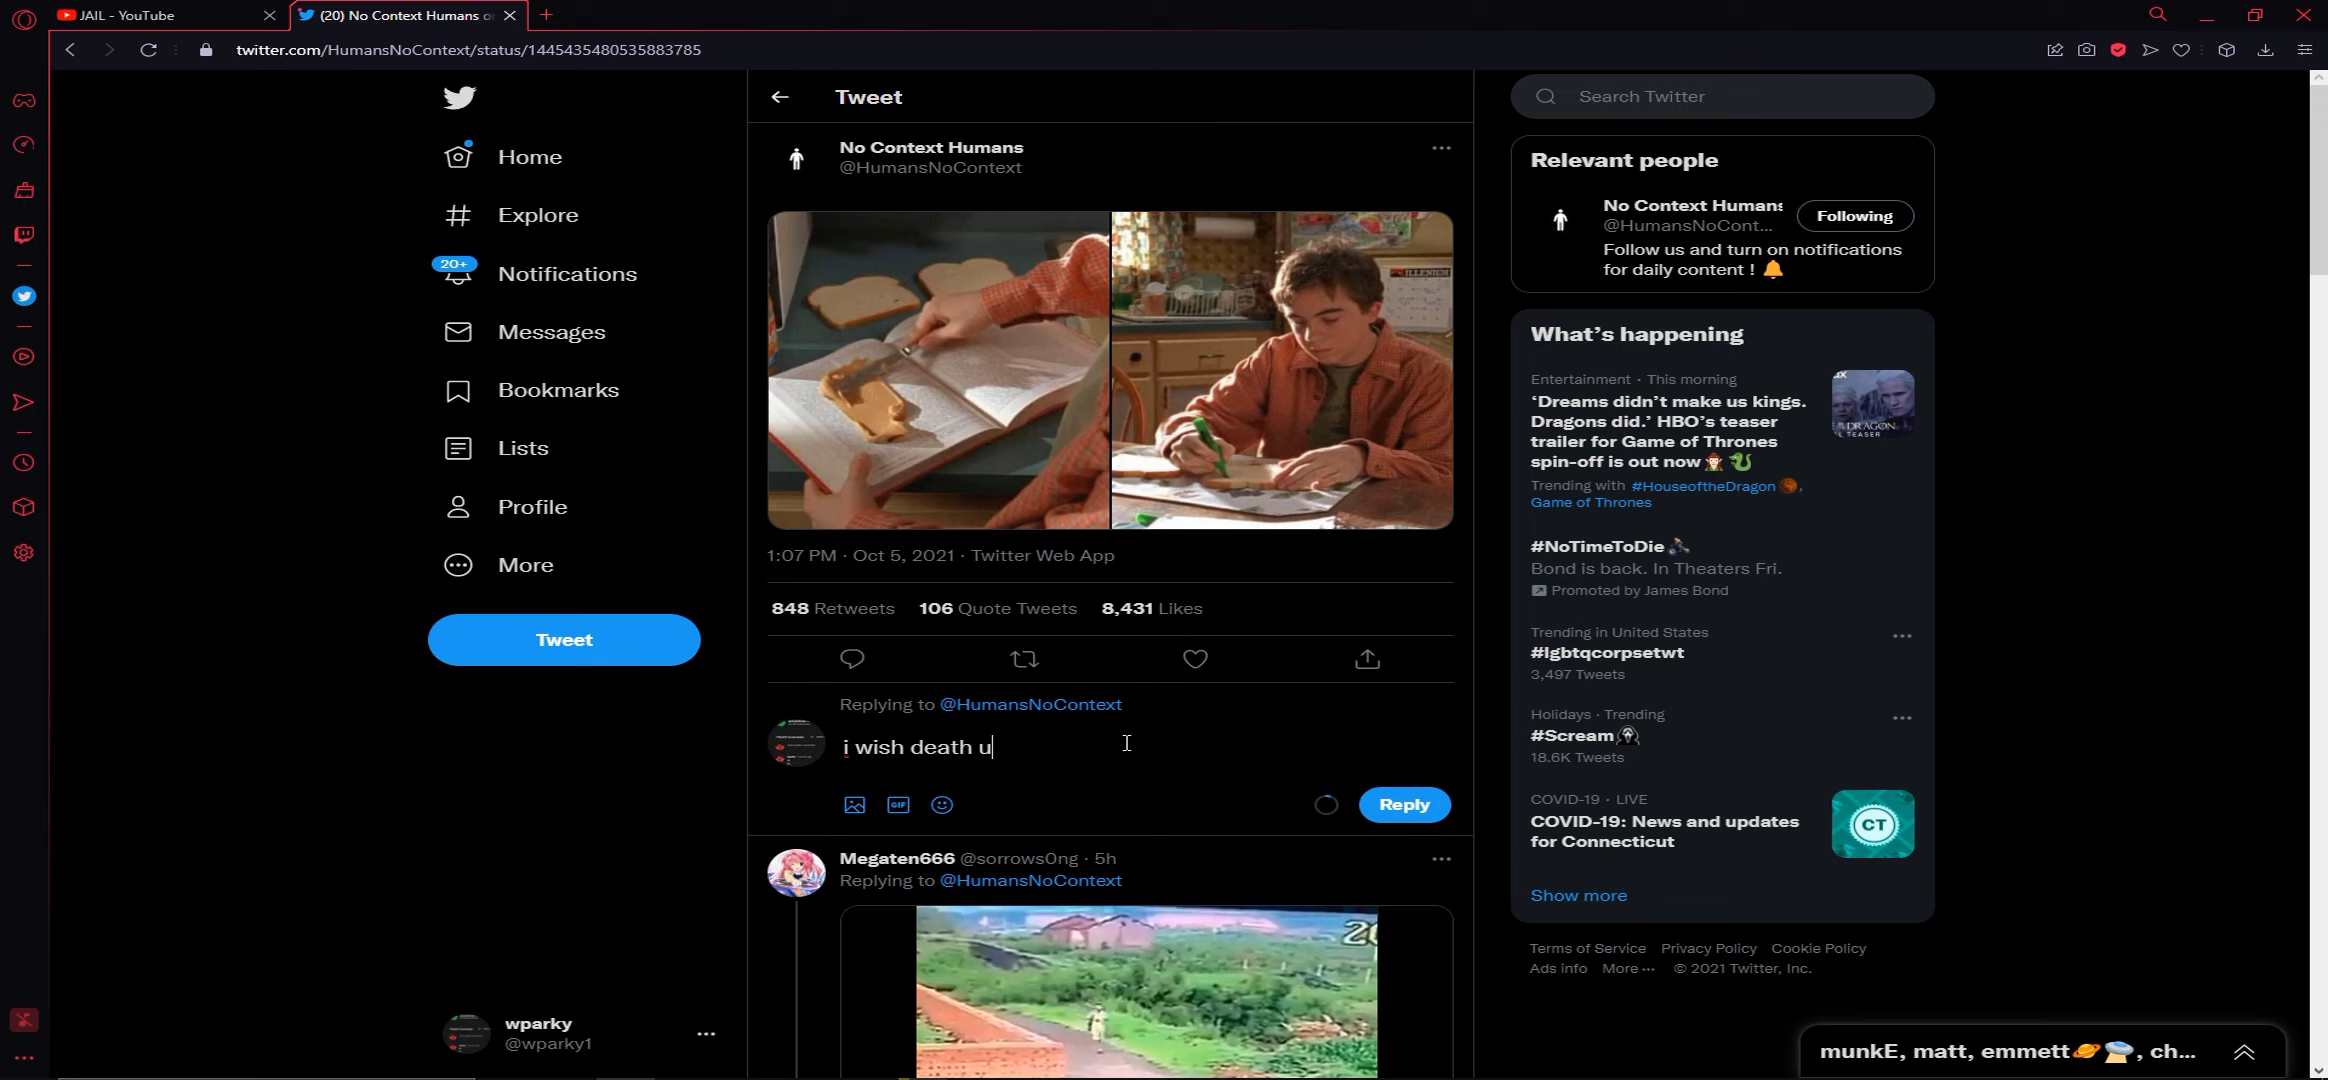 JAIL - YouTube
(20) No Context Humans o
twitter.com/HumansNoContext/status/1445435480535883785
Home
Explore
20+
Notifications
Messages
Bookmarks
Lists
Profile
More
Tweet
wparky
@wparky1
Tweet
No Context Humans
@HumansNoContext
ILLENIUM
1:07 PM · Oct 5, 2021 · Twitter Web App
848 Retweets 106 Quote Tweets 8,431 Likes
Replying to @HumansNoContext
i wish death u
GIF
Reply
Megaten666 @sorrows0ng · 5h
Replying to @HumansNoContext
Search Twitter
Relevant people
No Context Humans
@HumansNoCont...
Following
Follow us and turn on notifications
for daily content !
What's happening
Entertainment · This morning
‘Dreams didn’t make us kings.
Dragons did.’ HBO’s teaser
trailer for Game of Thrones
spin-off is out now
Trending with #HouseoftheDragon ,
Game of Thrones
DRAGON
TEASER
#NoTimeToDie
Bond is back. In Theaters Fri.
Promoted by James Bond
Trending in United States
#lgbtqcorpsetwt
3,497 Tweets
Holidays · Trending
#Scream
18.6K Tweets
COVID-19 · LIVE
COVID-19: News and updates
for Connecticut
CT
Show more
Terms of Service Privacy Policy Cookie Policy
Ads info More ··· © 2021 Twitter, Inc.
munkE, matt, emmett , ch...